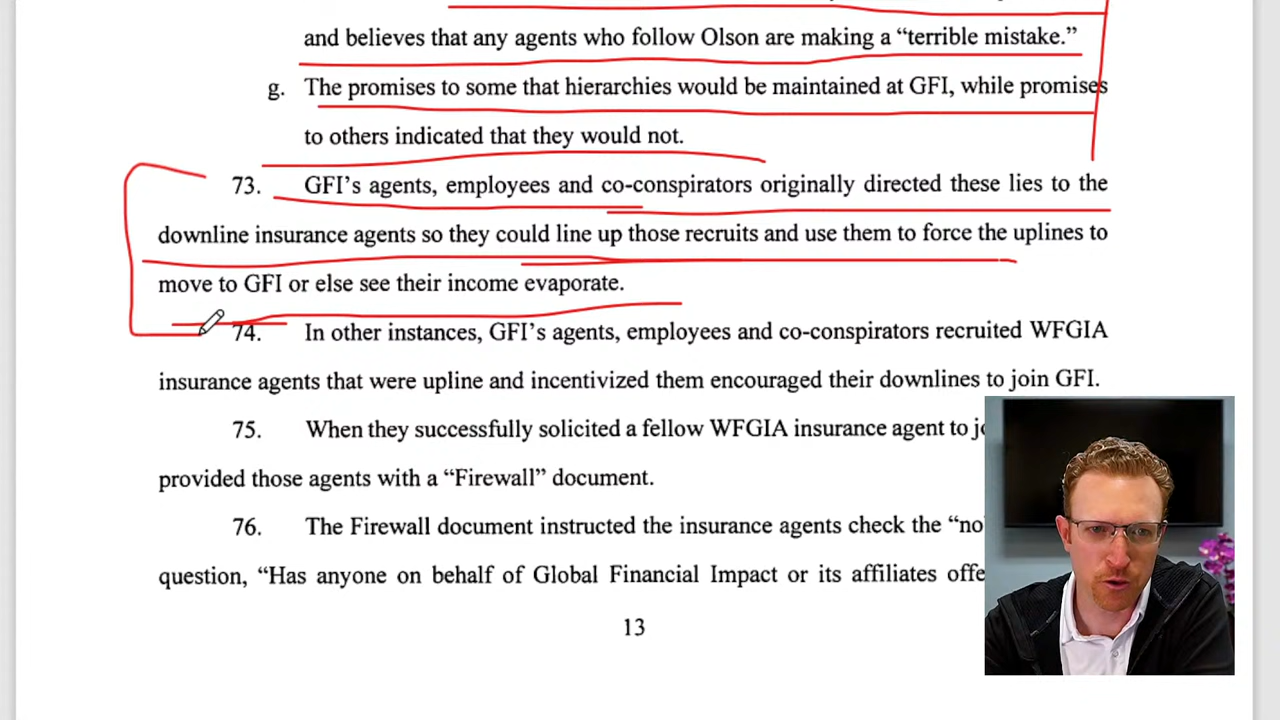 and believes that any agents who follow Olson are making a “terrible mistake.”
g. The promises to some that hierarchies would be maintained at GFI, while promises
to others indicated that they would not.
73. GFI’s agents, employees and co-conspirators originally directed these lies to the
downline insurance agents so they could line up those recruits and use them to force the uplines to
move to GFI or else see their income evaporate.
74. In other instances, GFI’s agents, employees and co-conspirators recruited WFGIA
insurance agents that were upline and incentivized them encouraged their downlines to join GFI.
75. When they successfully solicited a fellow WFGIA insurance agent to
provided those agents with a “Firewall” document.
76. The Firewall document instructed the insurance agents check the “no
question, “Has anyone on behalf of Global Financial Impact or its affiliates
13